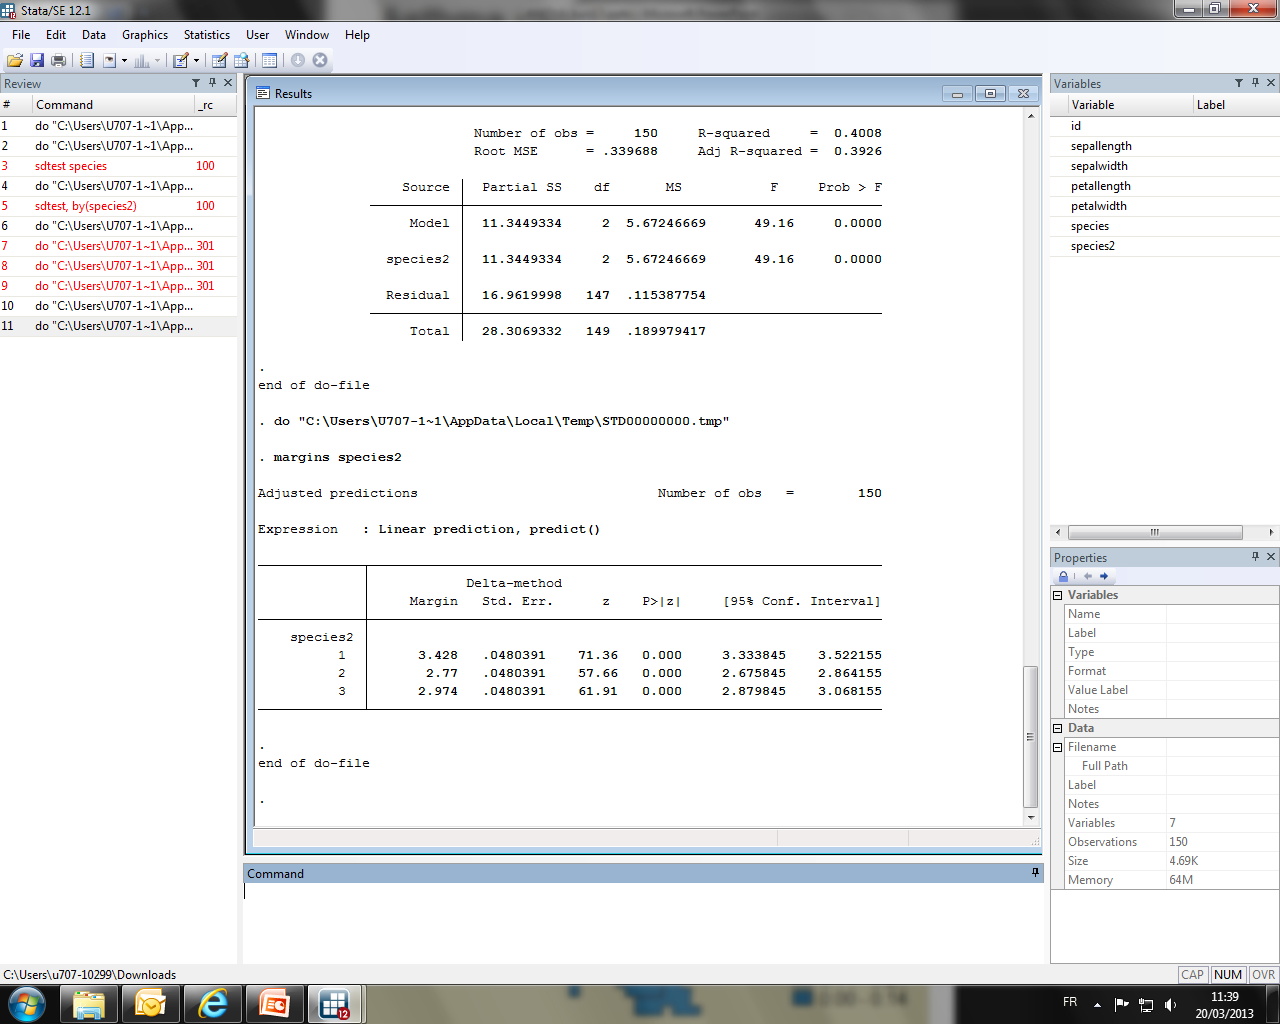 Stata/SE 12.1
File Edit Data Graphics Statistics User Window Help
Review
# Command _rc
1 do "C:\Users\U707-1~1\App...
2 do "C:\Users\U707-1~1\App...
3 sdtest species 100
4 do "C:\Users\U707-1~1\App...
5 sdtest, by(species2) 100
6 do "C:\Users\U707-1~1\App...
7 do "C:\Users\U707-1~1\App... 301
8 do "C:\Users\U707-1~1\App... 301
9 do "C:\Users\U707-1~1\App... 301
10 do "C:\Users\U707-1~1\App...
11 do "C:\Users\U707-1~1\App...
Results
Number of obs = 150 R-squared = 0.4008
Root MSE = .339688 Adj R-squared = 0.3926
Source Partial SS df MS F Prob > F
Model 11.3449334 2 5.67246669 49.16 0.0000
species2 11.3449334 2 5.67246669 49.16 0.0000
Residual 16.9619998 147 .115387754
Total 28.3069332 149 .189979417
.
end of do-file
. do "C:\Users\U707-1~1\AppData\Local\Temp\STD00000000.tmp"
. margins species2
Adjusted predictions Number of obs = 150
Expression : Linear prediction, predict()
Delta-method
Margin Std. Err. z P>|z| [95% Conf. Interval]
species2
1 3.428 .0480391 71.36 0.000 3.333845 3.522155
2 2.77 .0480391 57.66 0.000 2.675845 2.864155
3 2.974 .0480391 61.91 0.000 2.879845 3.068155
.
end of do-file
.
Command
Variables
Variable Label
id
sepallength
sepalwidth
petallength
petalwidth
species
species2
Properties
Variables
Name
Label
Type
Format
Value Label
Notes
Data
Filename
Full Path
Label
Notes
Variables 7
Observations 150
Size 4.69K
Memory 64M
C:\Users\u707-10299\Downloads
CAP NUM OVR
12
FR
11:39
20/03/2013